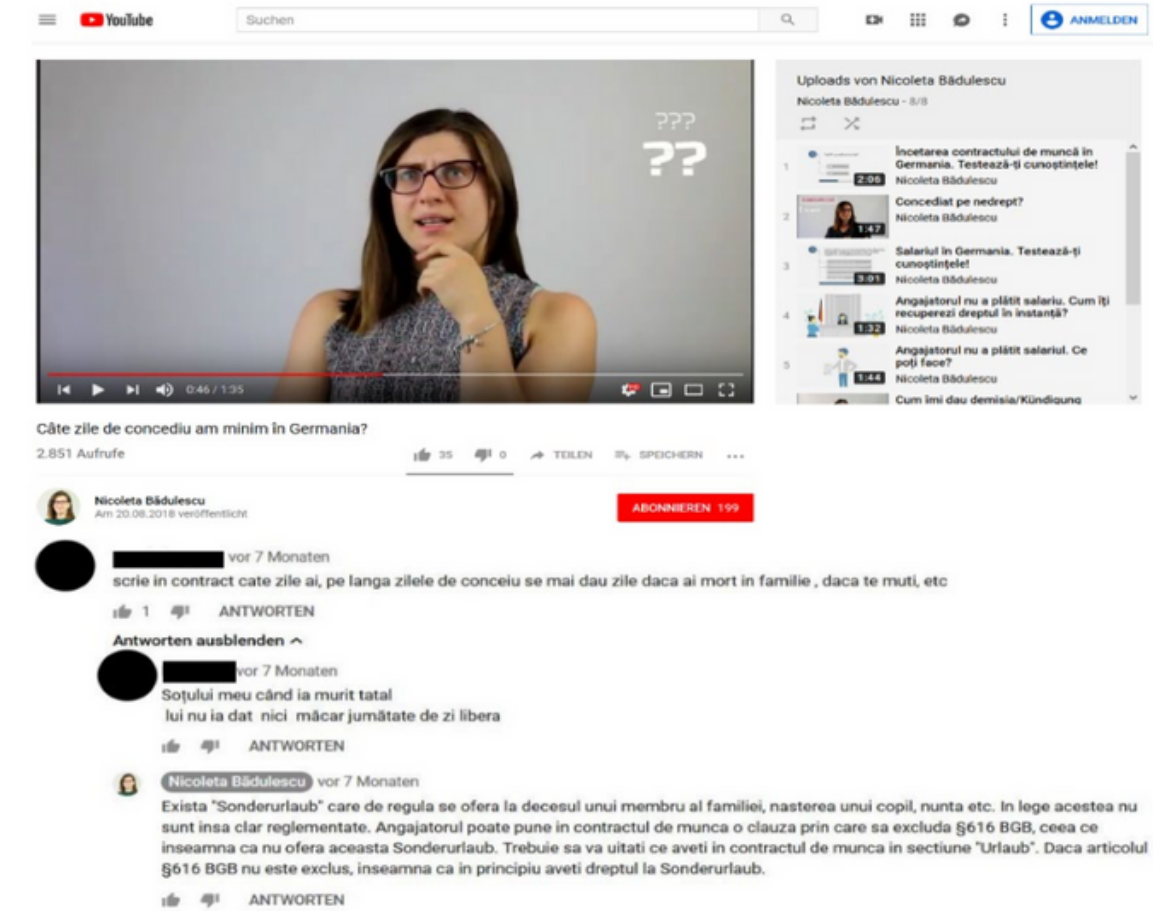 YouTube
Suchen
ANMELDEN
???
??
0:46 / 1:35
Uploads von Nicoleta Bădulescu
Nicoleta Bădulescu - 8/8
1
2:06
Încetarea contractului de muncă în
Germania. Testează-ți cunoștințele!
Nicoleta Bădulescu
2
1:47
Concediat pe nedrept?
Nicoleta Bădulescu
3
3:01
Salariul în Germania. Testează-ți
cunoștințele!
Nicoleta Bădulescu
4
1:32
Angajatorul nu a plătit salariu. Cum îți
recuperezi dreptul în instanță?
Nicoleta Bădulescu
5
1:44
Angajatorul nu a plătit salariul. Ce
poți face?
Nicoleta Bădulescu
Cum îmi dau demisia/Kündigung
Câte zile de concediu am minim în Germania?
2.851 Aufrufe
35 0 TEILEN SPEICHERN ...
Nicoleta Bădulescu
Am 20.08.2018 veröffentlicht
ABONNIEREN 199
vor 7 Monaten
scrie in contract cate zile ai, pe langa zilele de conceiu se mai dau zile daca ai mort in familie , daca te muti, etc
1 ANTWORTEN
Antworten ausblenden
vor 7 Monaten
Soțului meu când ia murit tatal
lui nu ia dat nici măcar jumătate de zi libera
ANTWORTEN
Nicoleta Bădulescu vor 7 Monaten
Exista "Sonderurlaub" care de regula se ofera la decesul unui membru al familiei, nasterea unui copil, nunta etc. In lege acestea nu
sunt insa clar reglementate. Angajatorul poate pune in contractul de munca o clauza prin care sa excluda §616 BGB, ceea ce
inseamna ca nu ofera aceasta Sonderurlaub. Trebuie sa va uitati ce aveti in contractul de munca in sectiune "Urlaub". Daca articolul
§616 BGB nu este exclus, inseamna ca in principiu aveti dreptul la Sonderurlaub.
ANTWORTEN